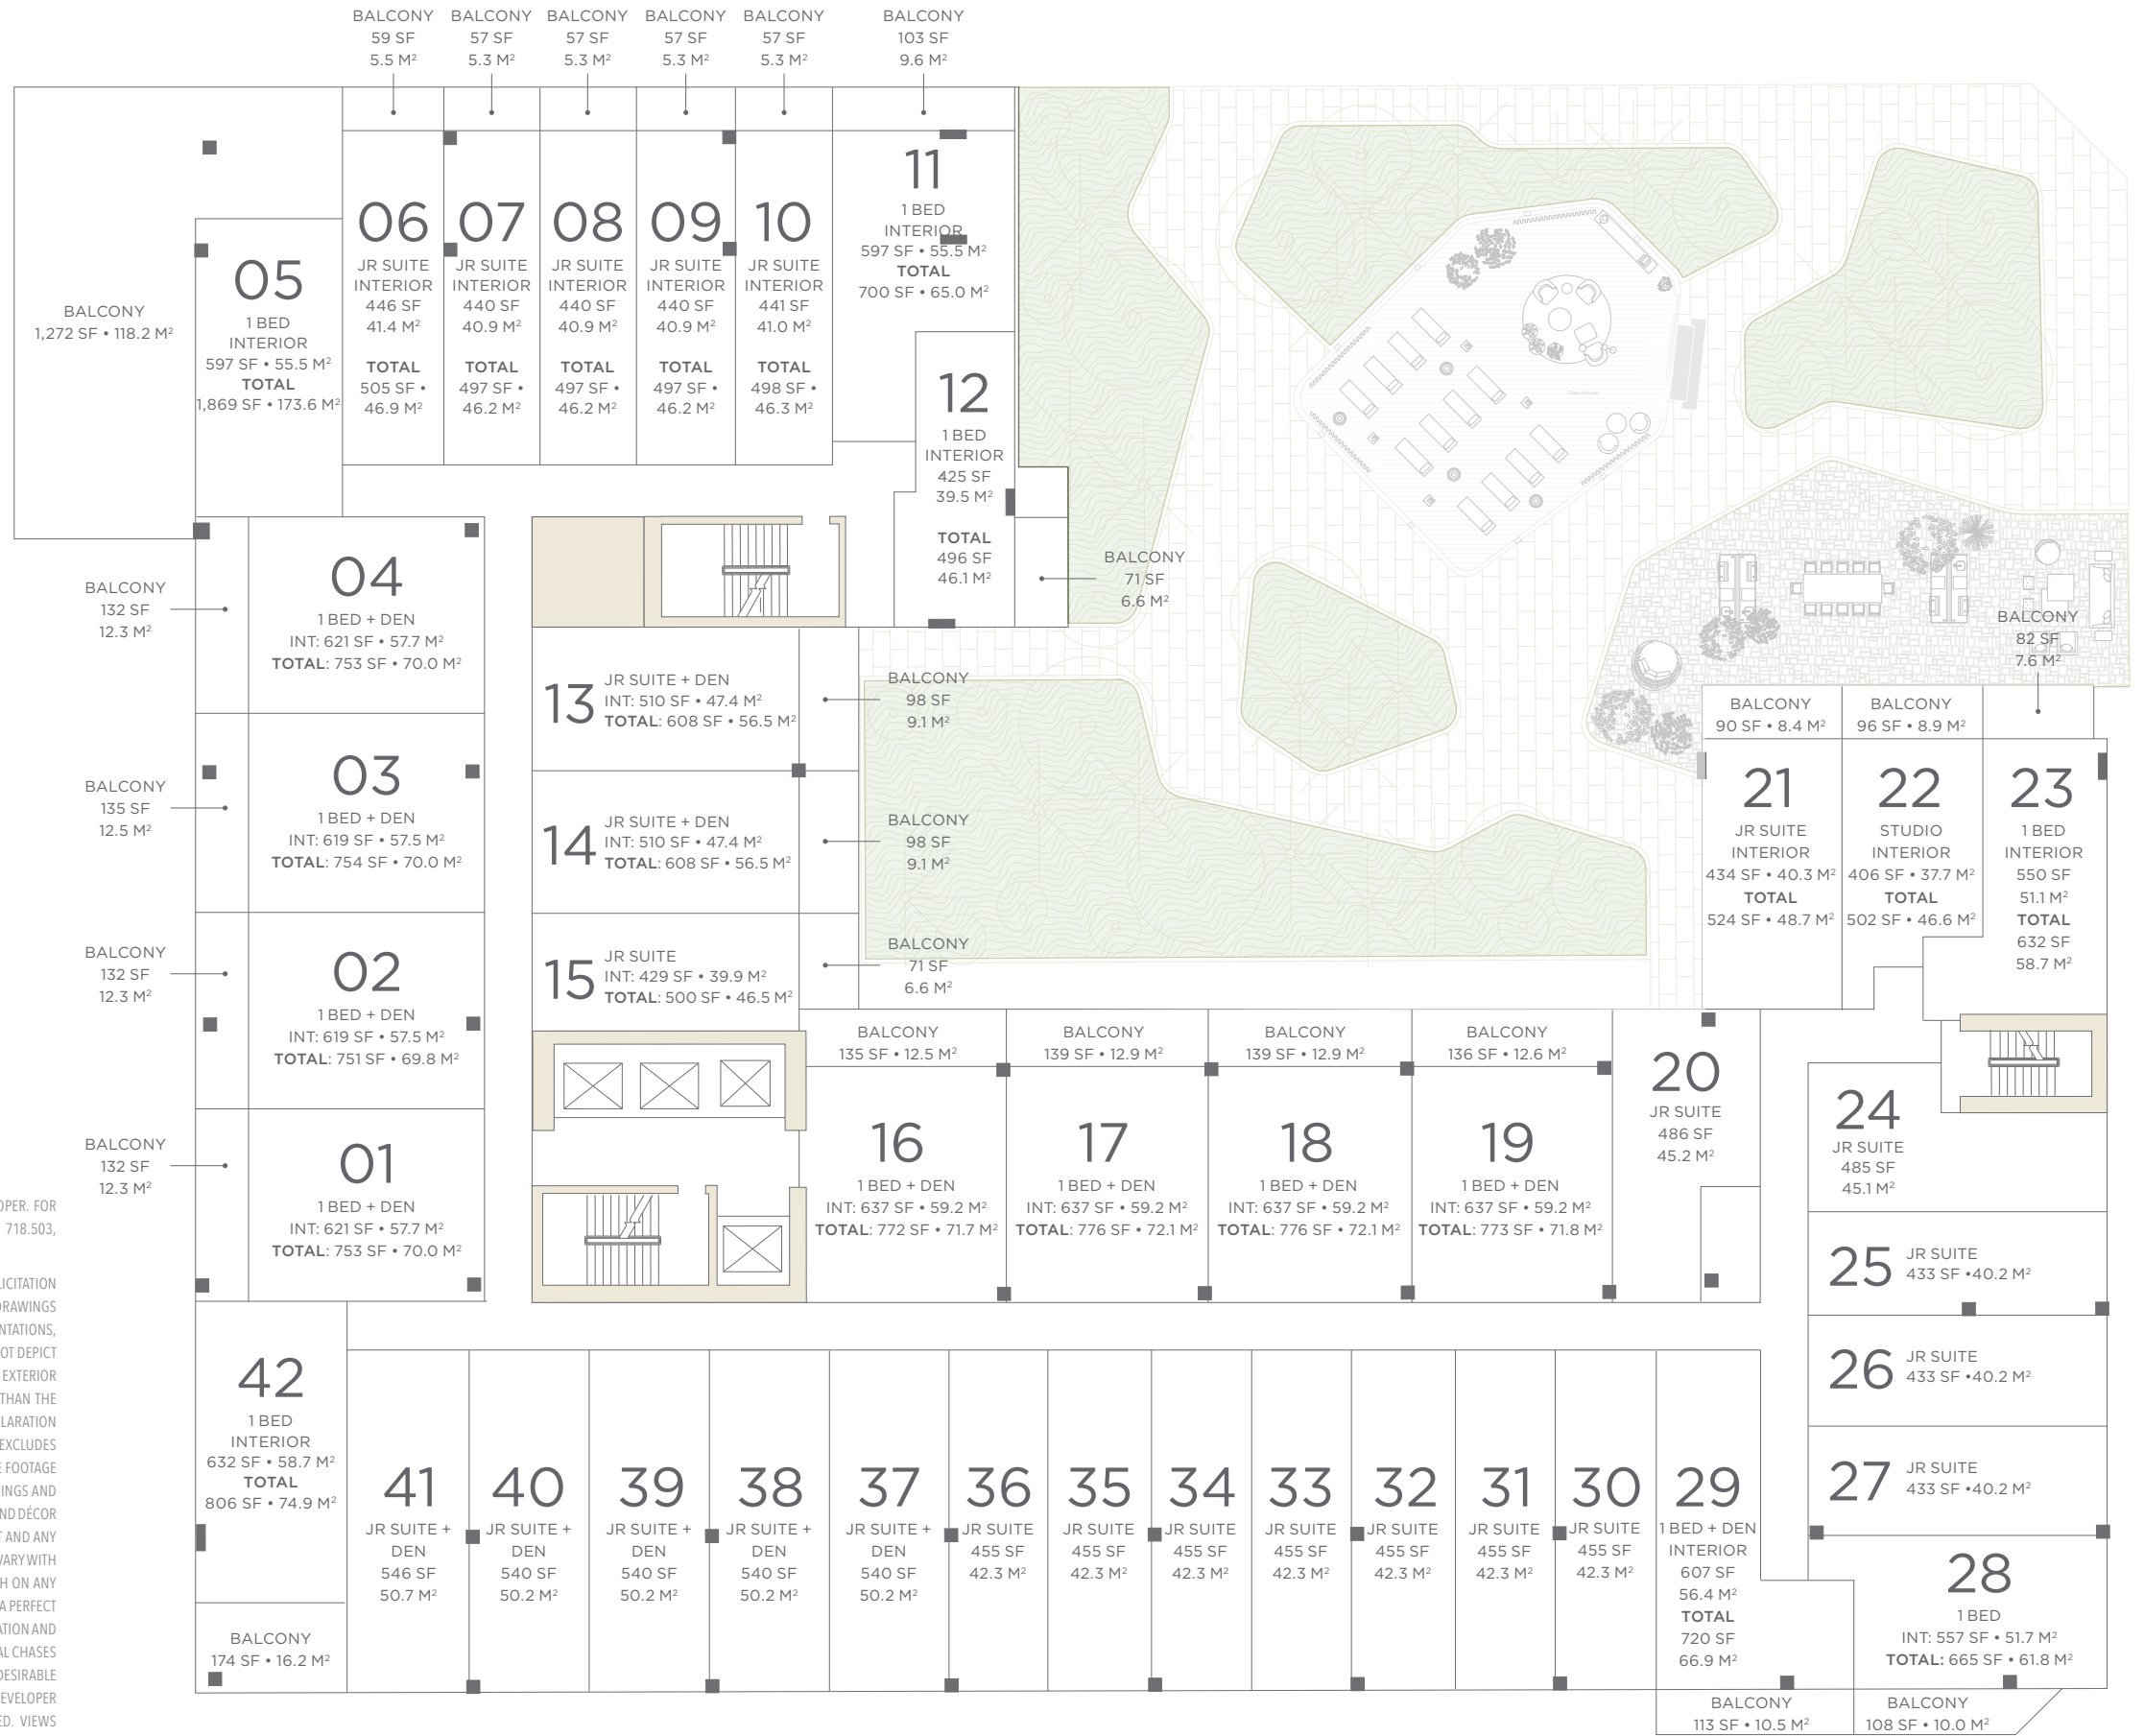 BALCONY
59 SF
5.5 M²
BALCONY
57 SF
5.3 M²
BALCONY
57 SF
5.3 M²
BALCONY
57 SF
5.3 M²
BALCONY
57 SF
5.3 M²
BALCONY
103 SF
9.6 M²
BALCONY
1,272 SF • 118.2 M²
05
1 BED
INTERIOR
597 SF • 55.5 M²
TOTAL
1,869 SF • 173.6 M²
06
JR SUITE
INTERIOR
446 SF
41.4 M²
TOTAL
505 SF •
46.9 M²
07
JR SUITE
INTERIOR
440 SF
40.9 M²
TOTAL
497 SF •
46.2 M²
08
JR SUITE
INTERIOR
440 SF
40.9 M²
TOTAL
497 SF •
46.2 M²
09
JR SUITE
INTERIOR
440 SF
40.9 M²
TOTAL
497 SF •
46.2 M²
10
JR SUITE
INTERIOR
441 SF
41.0 M²
TOTAL
498 SF •
46.3 M²
11
1 BED
INTERIOR
597 SF • 55.5 M²
TOTAL
700 SF • 65.0 M²
12
1 BED
INTERIOR
425 SF
39.5 M²
TOTAL
496 SF
46.1 M²
BALCONY
71 SF
6.6 M²
BALCONY
132 SF
12.3 M²
04
1 BED + DEN
INT: 621 SF • 57.7 M²
TOTAL: 753 SF • 70.0 M²
BALCONY
135 SF
12.5 M²
03
1 BED + DEN
INT: 619 SF • 57.5 M²
TOTAL: 754 SF • 70.0 M²
BALCONY
132 SF
12.3 M²
02
1 BED + DEN
INT: 619 SF • 57.5 M²
TOTAL: 751 SF • 69.8 M²
BALCONY
132 SF
12.3 M²
01
1 BED + DEN
INT: 621 SF • 57.7 M²
TOTAL: 753 SF • 70.0 M²
13
JR SUITE + DEN
INT: 510 SF • 47.4 M²
TOTAL: 608 SF • 56.5 M²
BALCONY
98 SF
9.1 M²
14
JR SUITE + DEN
INT: 510 SF • 47.4 M²
TOTAL: 608 SF • 56.5 M²
BALCONY
98 SF
9.1 M²
15
JR SUITE
INT: 429 SF • 39.9 M²
TOTAL: 500 SF • 46.5 M²
BALCONY
71 SF
6.6 M²
BALCONY
135 SF • 12.5 M²
16
1 BED + DEN
INT: 637 SF • 59.2 M²
TOTAL: 772 SF • 71.7 M²
BALCONY
139 SF • 12.9 M²
17
1 BED + DEN
INT: 637 SF • 59.2 M²
TOTAL: 776 SF • 72.1 M²
BALCONY
139 SF • 12.9 M²
18
1 BED + DEN
INT: 637 SF • 59.2 M²
TOTAL: 776 SF • 72.1 M²
BALCONY
136 SF • 12.6 M²
19
1 BED + DEN
INT: 637 SF • 59.2 M²
TOTAL: 773 SF • 71.8 M²
20
JR SUITE
486 SF
45.2 M²
BALCONY
90 SF • 8.4 M²
21
JR SUITE
INTERIOR
434 SF • 40.3 M²
TOTAL
524 SF • 48.7 M²
BALCONY
96 SF • 8.9 M²
22
STUDIO
INTERIOR
406 SF • 37.7 M²
TOTAL
502 SF • 46.6 M²
BALCONY
82 SF
7.6 M²
23
1 BED
INTERIOR
550 SF
51.1 M²
TOTAL
632 SF
58.7 M²
24
JR SUITE
485 SF
45.1 M²
25
JR SUITE
433 SF •40.2 M²
26
JR SUITE
433 SF •40.2 M²
27
JR SUITE
433 SF •40.2 M²
28
1 BED
INT: 557 SF • 51.7 M²
TOTAL: 665 SF • 61.8 M²
BALCONY
108 SF • 10.0 M²
29
1 BED + DEN
INTERIOR
607 SF
56.4 M²
TOTAL
720 SF
66.9 M²
BALCONY
113 SF • 10.5 M²
30
JR SUITE
455 SF
42.3 M²
31
JR SUITE
455 SF
42.3 M²
32
JR SUITE
455 SF
42.3 M²
33
JR SUITE
455 SF
42.3 M²
34
JR SUITE
455 SF
42.3 M²
35
JR SUITE
455 SF
42.3 M²
36
JR SUITE
455 SF
42.3 M²
37
JR SUITE +
DEN
540 SF
50.2 M²
38
JR SUITE +
DEN
540 SF
50.2 M²
39
JR SUITE +
DEN
540 SF
50.2 M²
40
JR SUITE +
DEN
540 SF
50.2 M²
41
JR SUITE +
DEN
546 SF
50.7 M²
42
1 BED
INTERIOR
632 SF • 58.7 M²
TOTAL
806 SF • 74.9 M²
BALCONY
174 SF • 16.2 M²
OPER. FOR
718.503,
LICITATION
DRAWINGS
NTATIONS,
OT DEPICT
EXTERIOR
THAN THE
CLARATION
EXCLUDES
E FOOTAGE
INGS AND
ND DÉCOR
T AND ANY
VARY WITH
H ON ANY
A PERFECT
ATION AND
AL CHASES
DESIRABLE
EVELOPER
ED. VIEWS